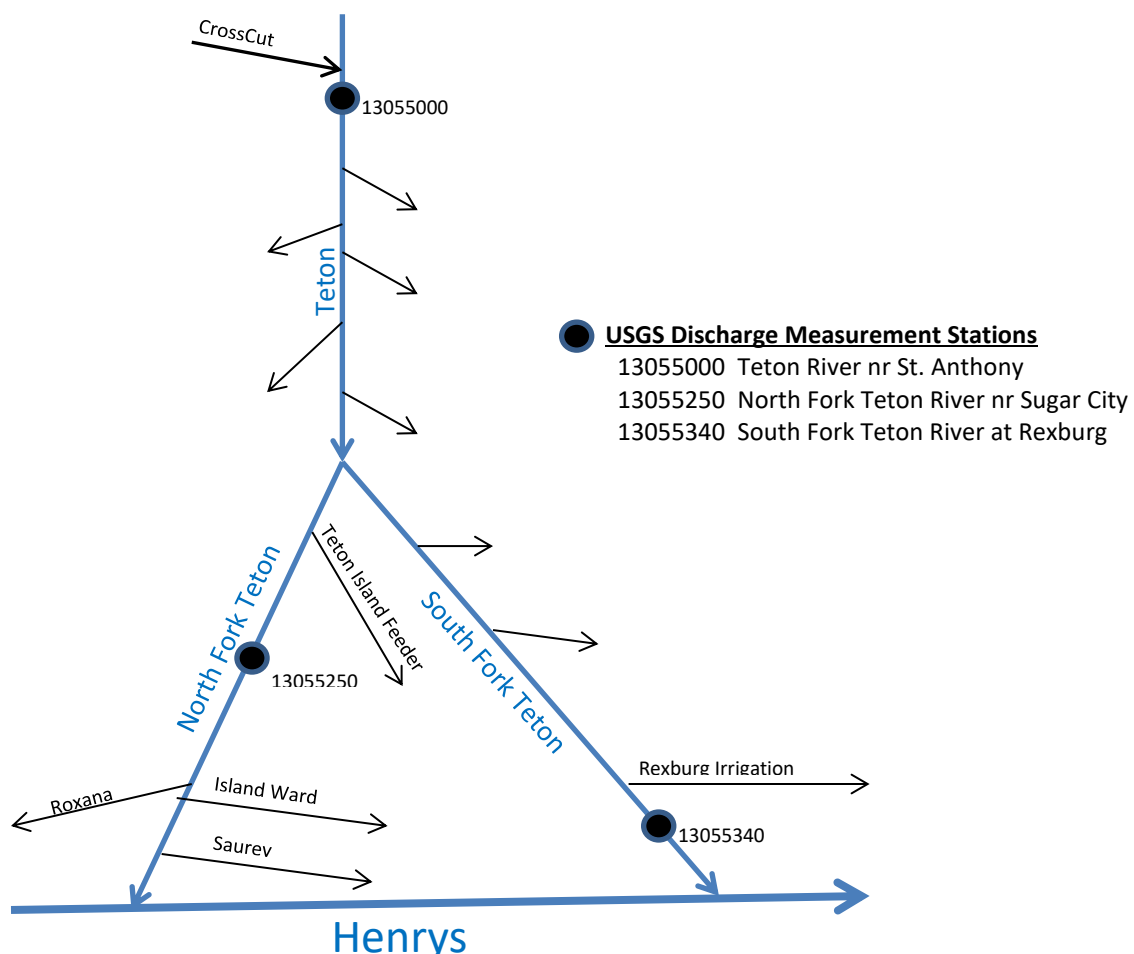 CrossCut
13055000
Teton
USGS Discharge Measurement Stations
13055000 Teton River nr St. Anthony
13055250 North Fork Teton River nr Sugar City
13055340 South Fork Teton River at Rexburg
Teton Island Feeder
North Fork Teton
South Fork Teton
13055250
Rexburg Irrigation
Roxana
Island Ward
13055340
Saurev
Henrys